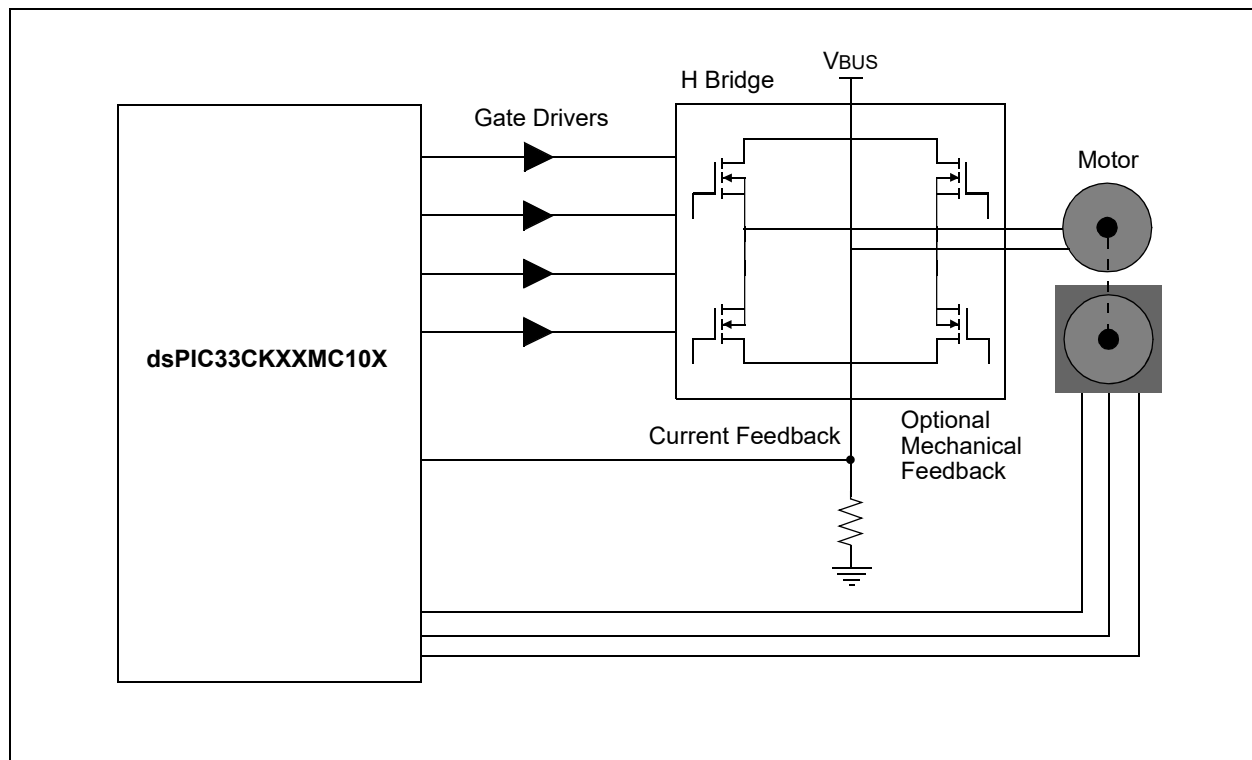 VBUS
H Bridge
Gate Drivers
Motor
dsPIC33CKXXMC10X
Current Feedback
Optional
Mechanical
Feedback